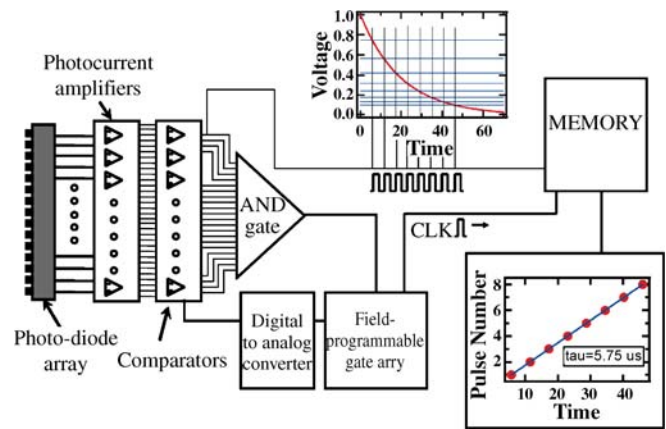 Photocurrent
amplifiers
Voltage
1.0
0.8
0.6
0.4
0.2
0.0
0 20 40 60
Time
MEMORY
AND
gate
CLK
Photo-diode
array
Comparators
Digital
to analog
converter
Field-
programmable
gate arry
Pulse Number
8
6
4
2
tau=5.75 us
10 20 30 40
Time